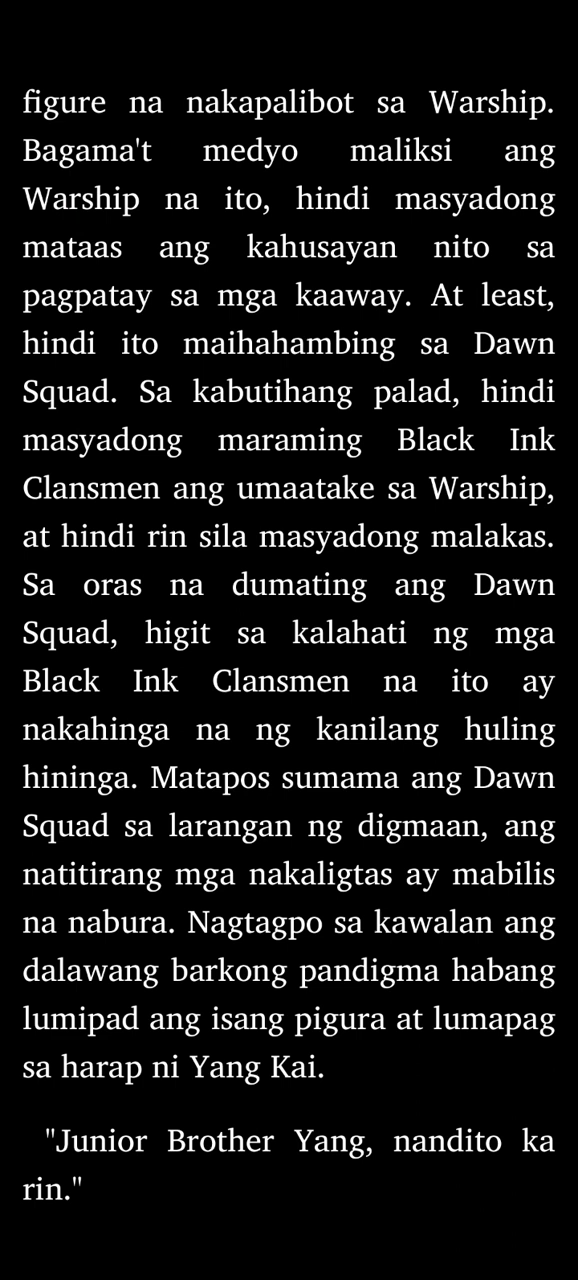 figure na nakapalibot sa Warship.
Bagama't medyo maliksi ang
Warship na ito, hindi masyadong
mataas ang kahusayan nito sa
pagpatay sa mga kaaway. At least,
hindi ito maihahambing sa Dawn
Squad. Sa kabutihang palad, hindi
masyadong maraming Black Ink
Clansmen ang umaatake sa Warship,
at hindi rin sila masyadong malakas.
Sa oras na dumating ang Dawn
Squad, higit sa kalahati ng mga
Black Ink Clansmen na ito ay
nakahinga na ng kanilang huling
hininga. Matapos sumama ang Dawn
Squad sa larangan ng digmaan, ang
natitirang mga nakaligtas ay mabilis
na nabura. Nagtagpo sa kawalan ang
dalawang barkong pandigma habang
lumipad ang isang pigura at lumapag
sa harap ni Yang Kai.
"Junior Brother Yang, nandito ka
rin."